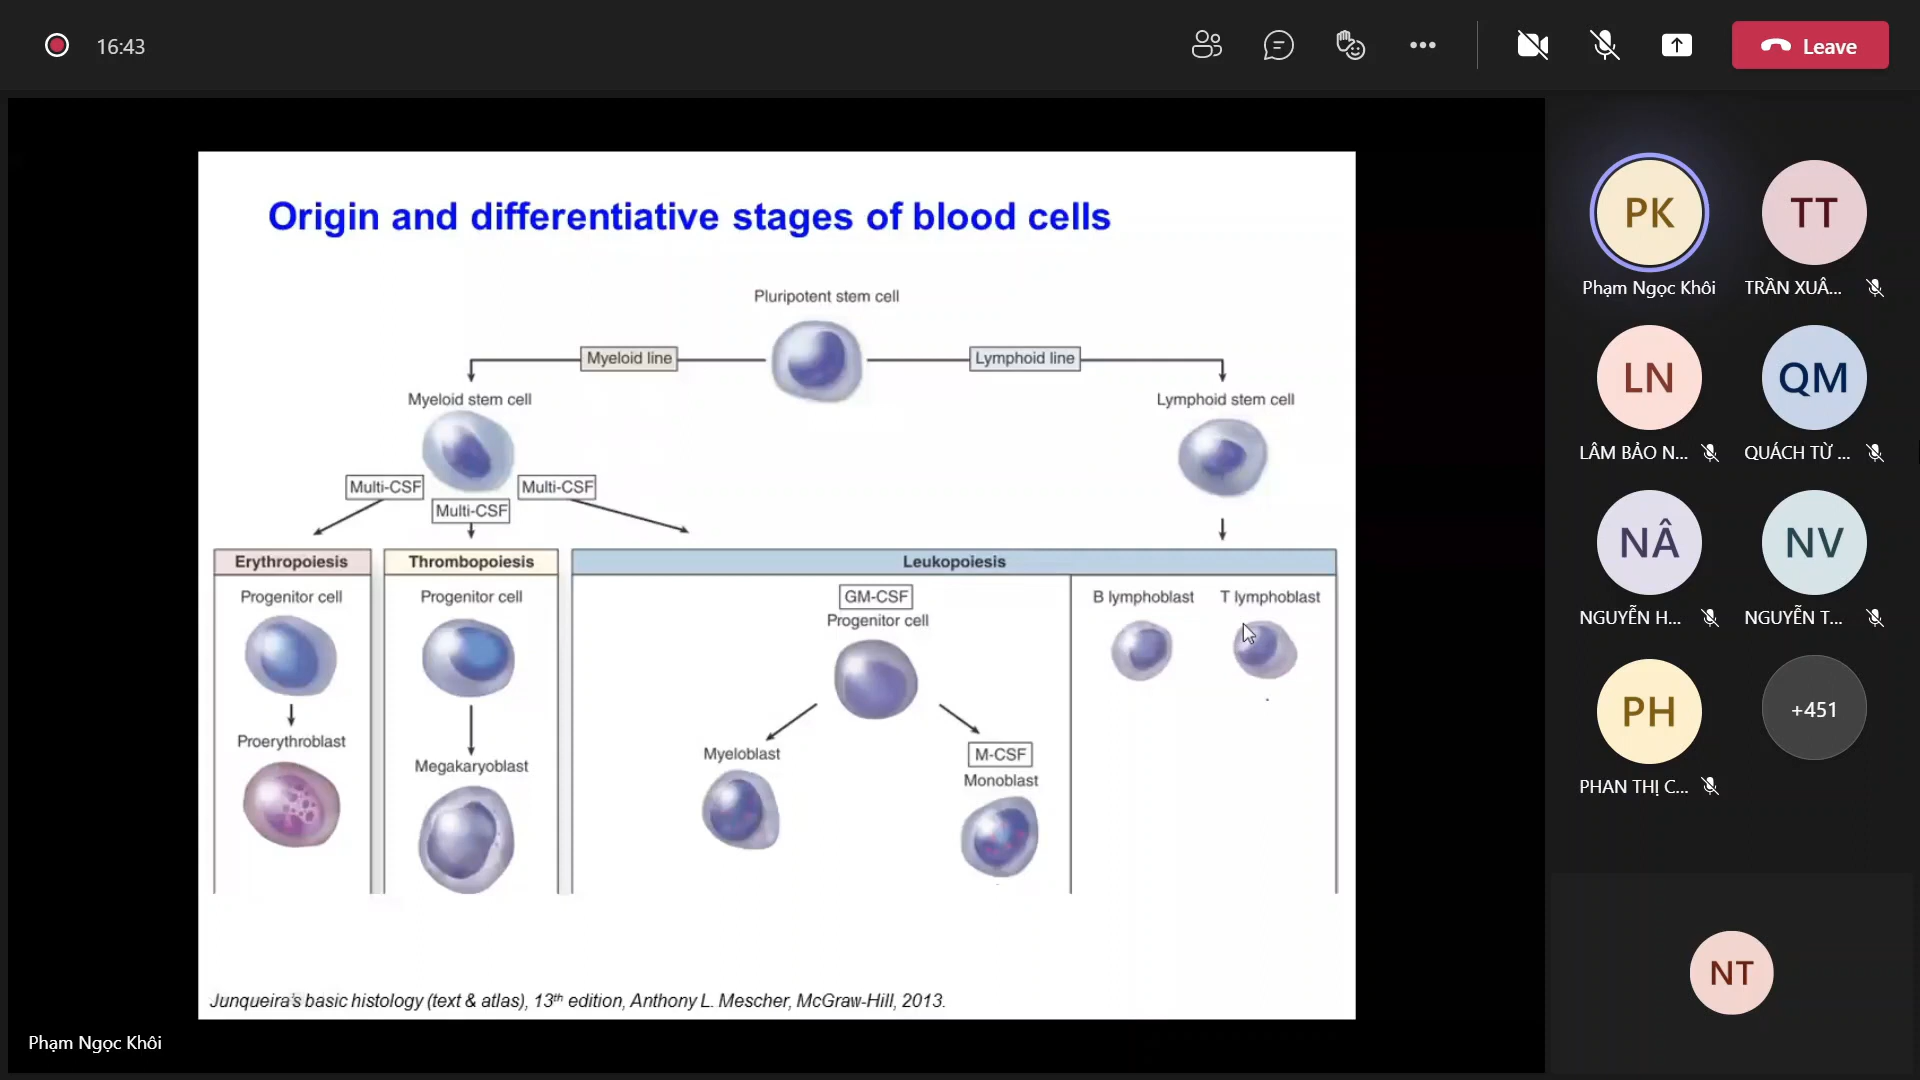 16:43
Leave
Origin and differentiative stages of blood cells
Pluripotent stem cell
Myeloid line
Lymphoid line
Myeloid stem cell
Lymphoid stem cell
Multi-CSF
Multi-CSF
Multi-CSF
Erythropoiesis
Thrombopoiesis
Leukopoiesis
Progenitor cell
Progenitor cell
GM-CSF
Progenitor cell
B lymphoblast
T lymphoblast
Proerythroblast
Megakaryoblast
Myeloblast
M-CSF
Monoblast
Junqueira's basic histology (text & atlas), 13th edition, Anthony L. Mescher, McGraw-Hill, 2013.
Phạm Ngọc Khôi
PK
TT
Phạm Ngọc Khôi
TRẦN XUÂ...
LN
QM
LÂM BẢO N...
QUÁCH TỪ ...
NÂ
NV
NGUYỄN H...
NGUYỄN T...
PH
+451
PHAN THỊ C...
NT